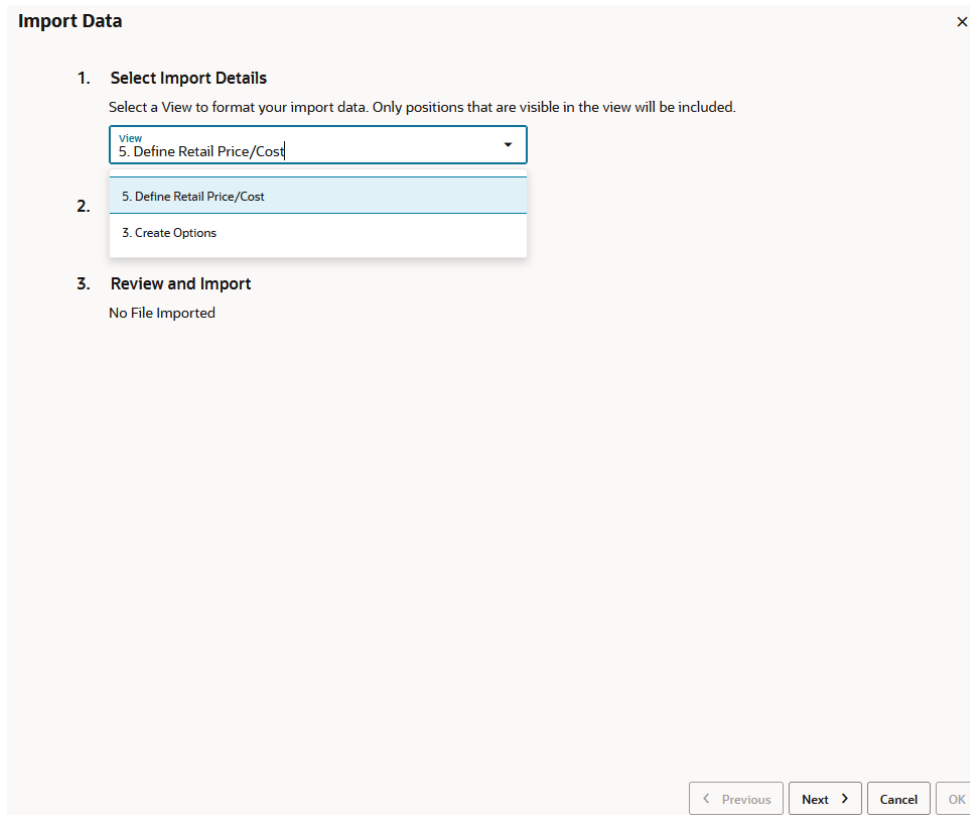 Import Data
1. Select Import Details
Select a View to format your import data. Only positions that are visible in the view will be included.
View
5. Define Retail Price/Cost
5. Define Retail Price/Cost
2.
3. Create Options
3. Review and Import
No File Imported
Previous Next Cancel OK